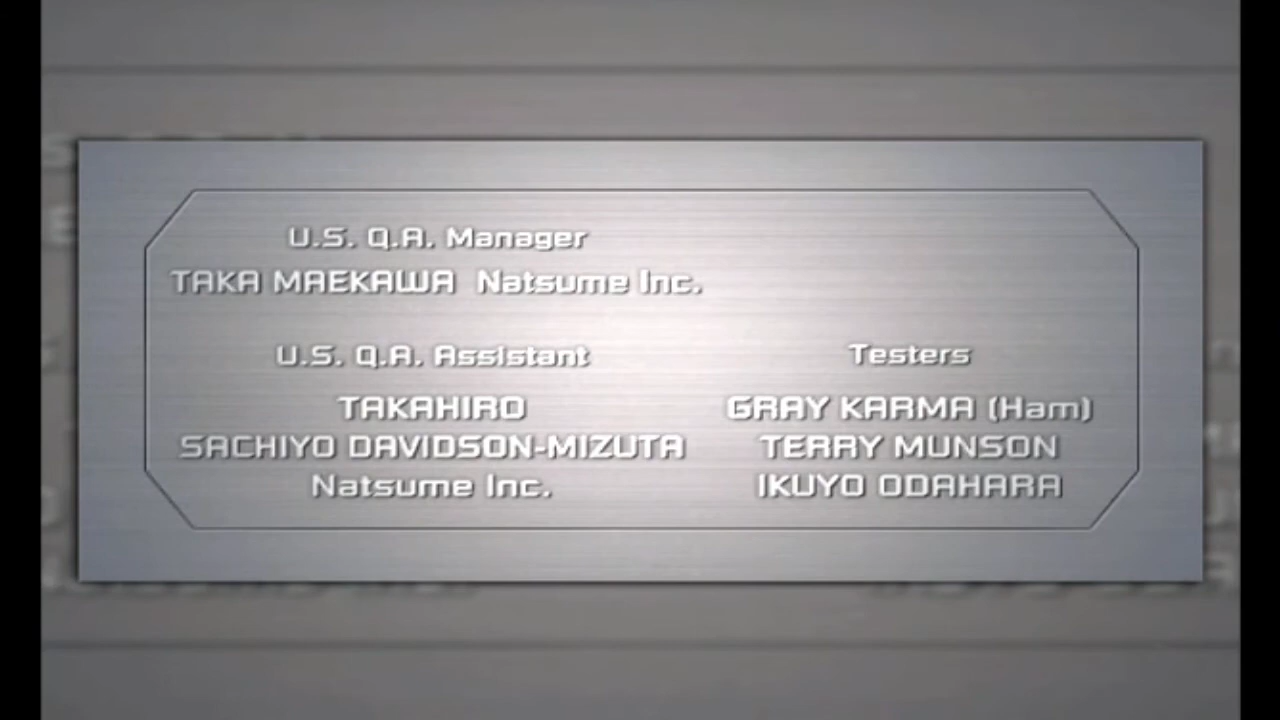 U.S. Q.A. Manager
TAKA MAEKAWA Natsume Inc.
U.S. Q.A. Assistant
TAKAHIRO
SACHIYO DAVIDSON-MIZUTA
Natsume Inc.
Testers
GRAY KARMA (Ham)
TERRY MUNSON
IKUYO ODAHARA